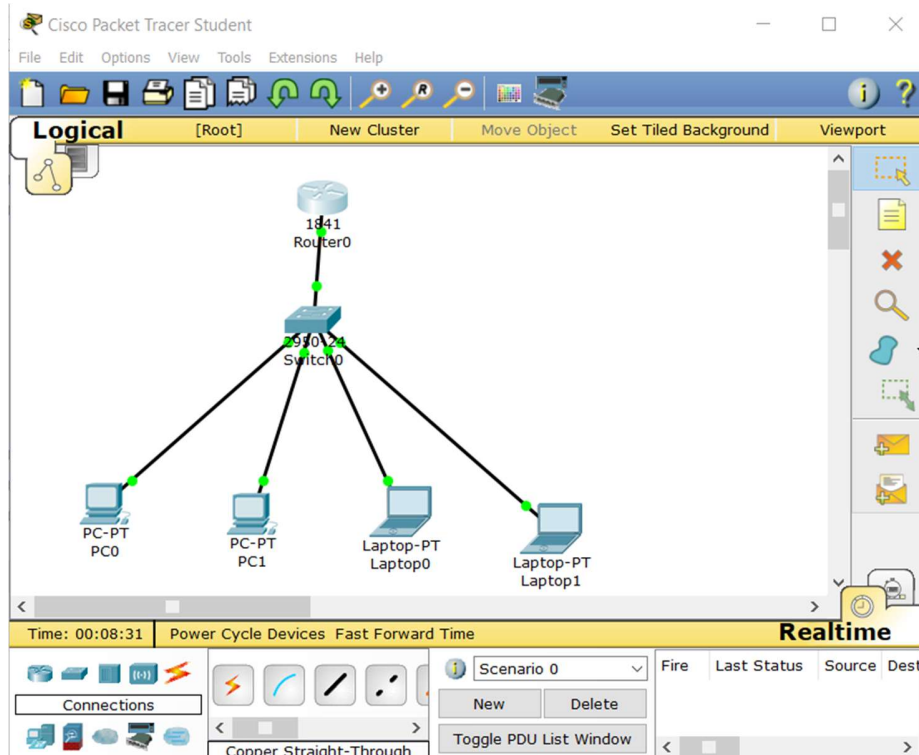 Cisco Packet Tracer Student
File Edit Options View Tools Extensions Help
Logical [Root] New Cluster Move Object Set Tiled Background Viewport
1841
Router0
2950-24
Switch0
PC-PT
PC0
PC-PT
PC1
Laptop-PT
Laptop0
Laptop-PT
Laptop1
Time: 00:08:31 Power Cycle Devices Fast Forward Time Realtime
Scenario 0 Fire Last Status Source Dest
Connections New Delete
Toggle PDU List Window
Copper Straight-Through